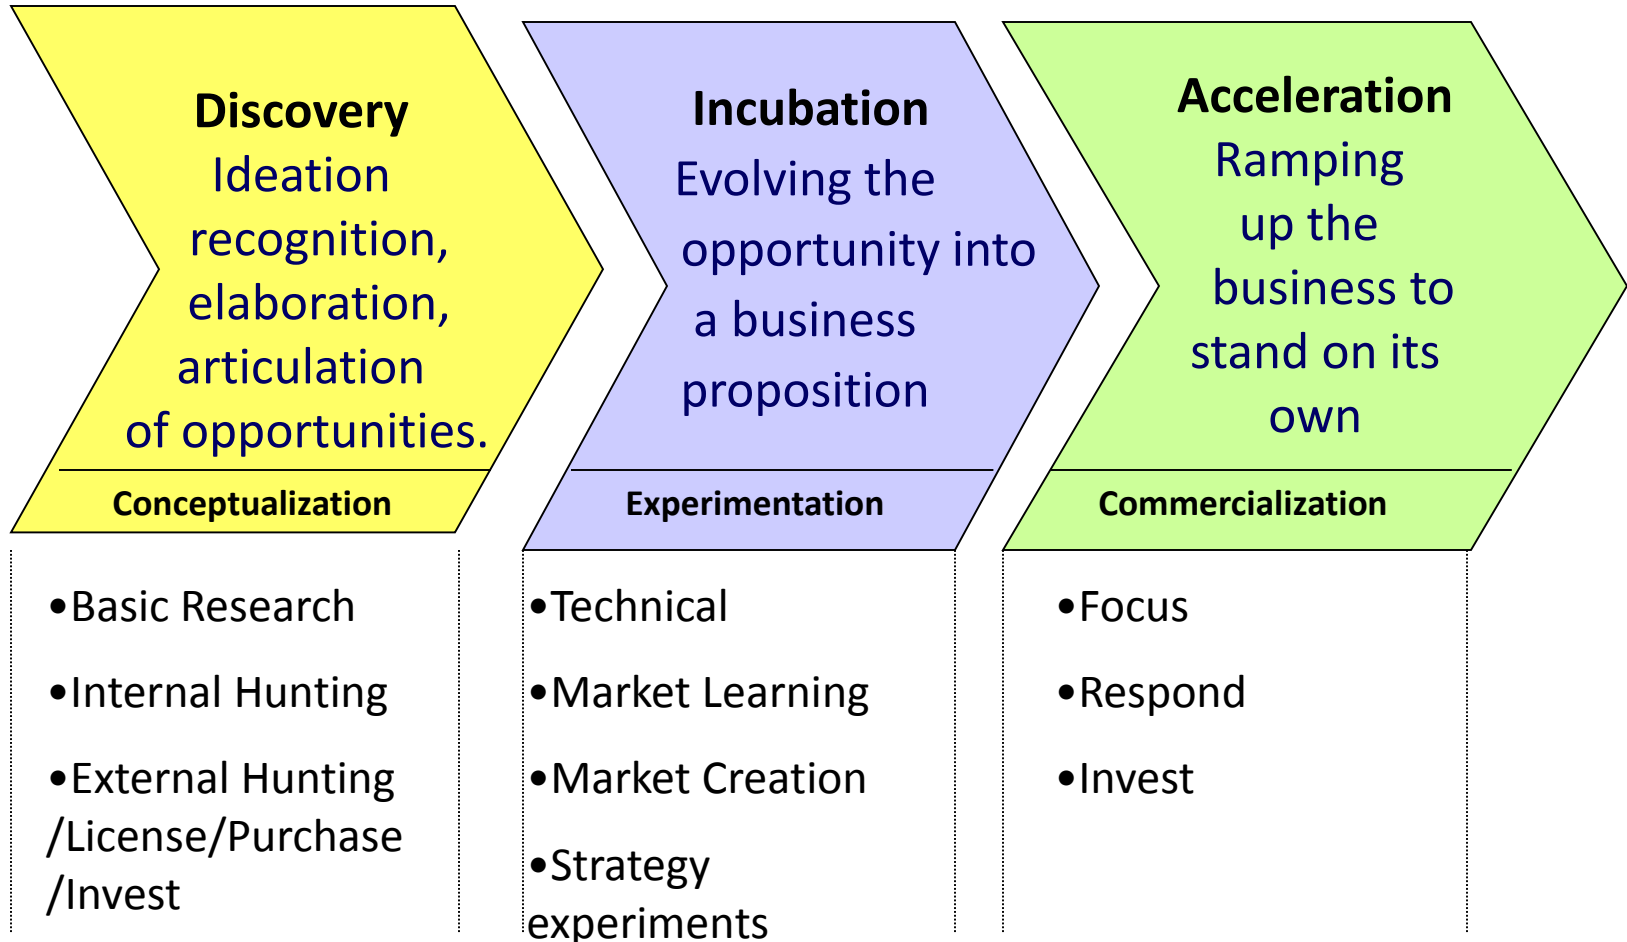 Discovery
Ideation
recognition,
elaboration,
articulation
of opportunities.
Conceptualization
•Basic Research
•Internal Hunting
•External Hunting
/License/Purchase
/Invest
Incubation
Evolving the
opportunity into
a business
proposition
Experimentation
•Technical
•Market Learning
•Market Creation
•Strategy
experiments
Acceleration
Ramping
up the
business to
stand on its
own
Commercialization
•Focus
•Respond
•Invest